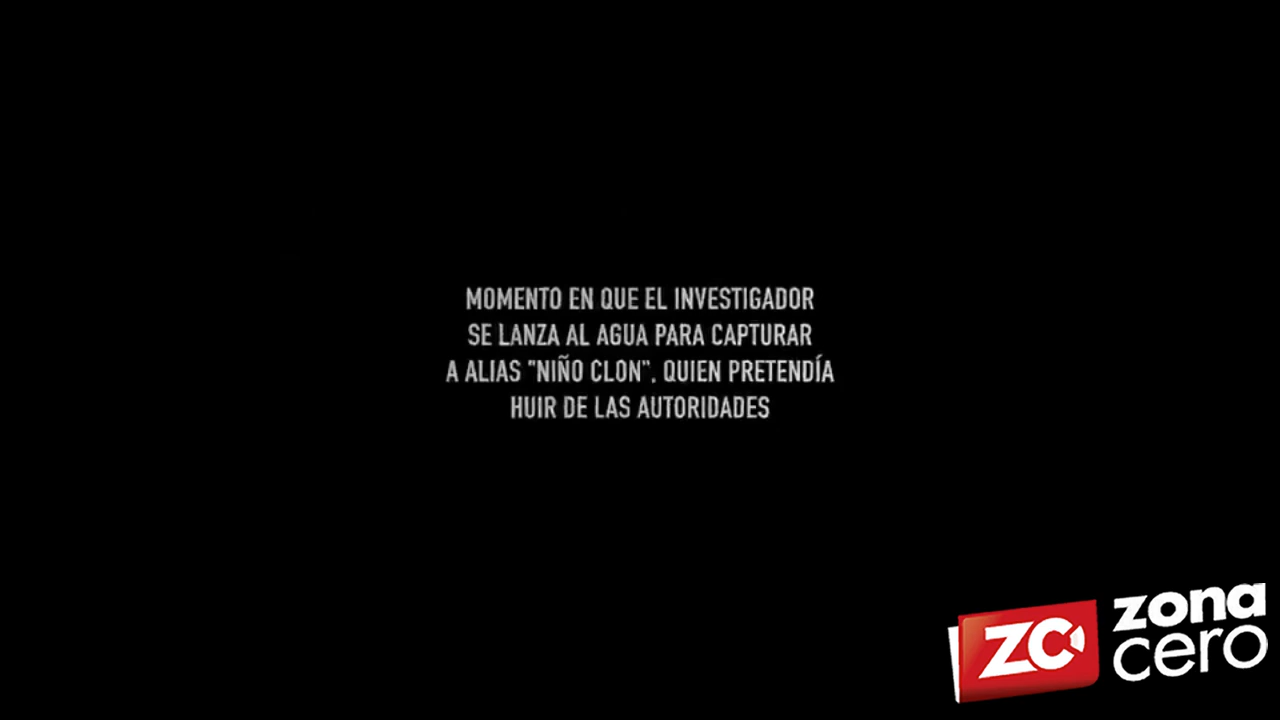 MOMENTO EN QUE EL INVESTIGADOR
SE LANZA AL AGUA PARA CAPTURAR
A ALIAS "NIÑO CLON", QUIEN PRETENDÍA
HUIR DE LAS AUTORIDADES
ZC
zona
cero